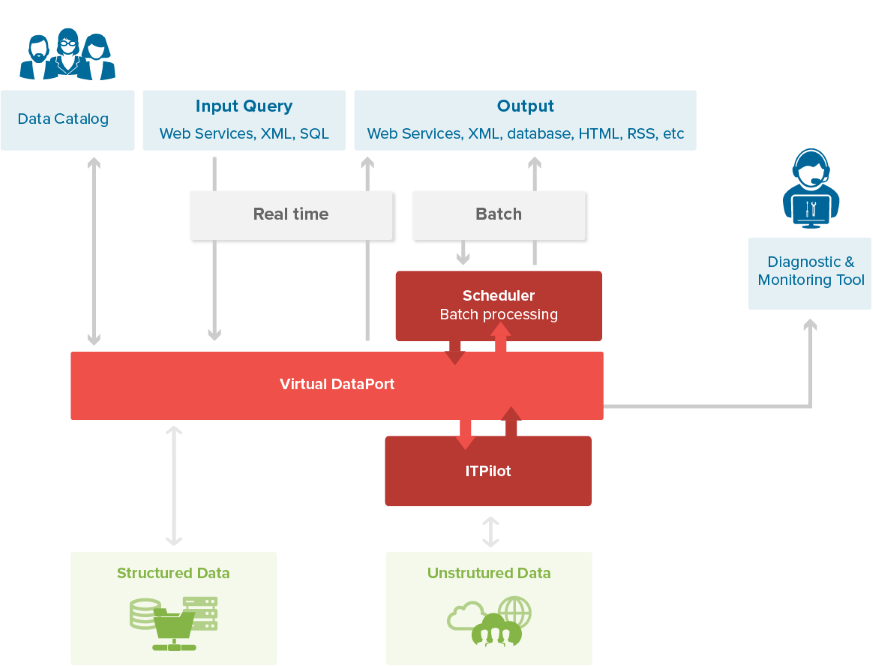 Data Catalog
Input Query
Web Services, XML, SQL
Output
Web Services, XML, database, HTML, RSS, etc
Real time
Batch
Diagnostic &
Monitoring Tool
Scheduler
Batch processing
Virtual DataPort
ITPilot
Structured Data
Unstrutured Data